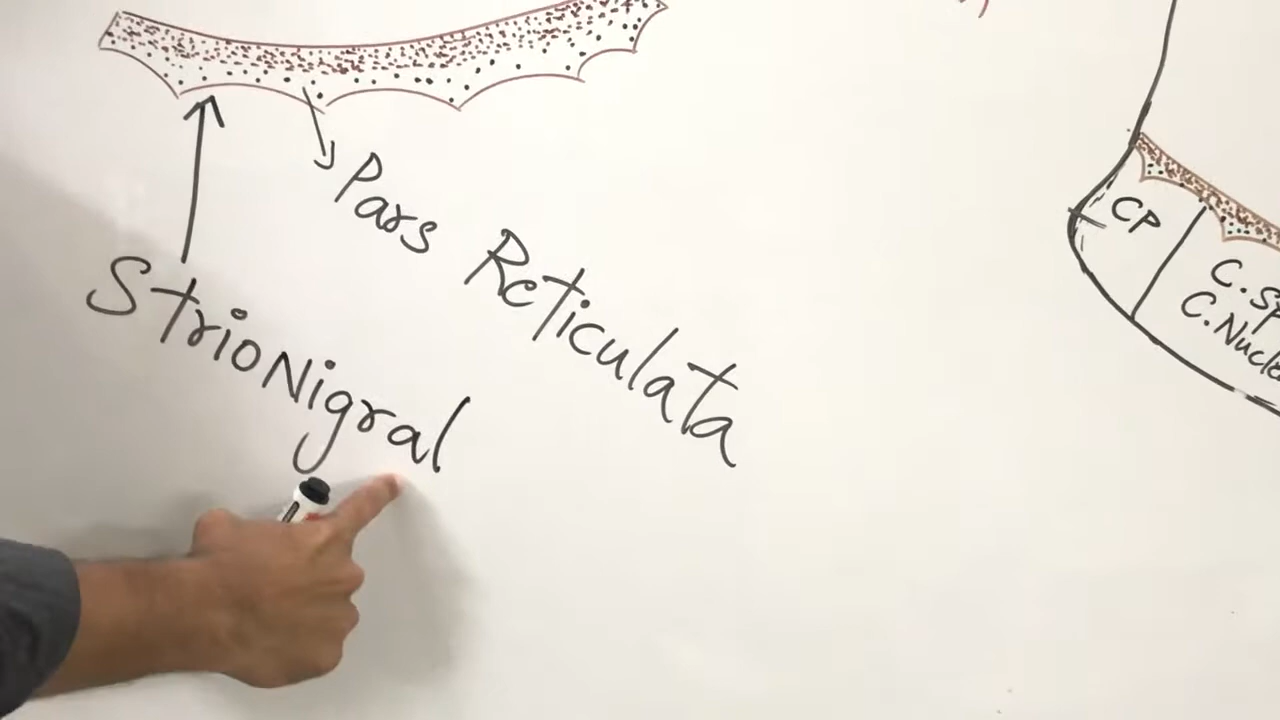 Pars Reticulata
StrioNigral
CP
C.Sp
C.Nucle